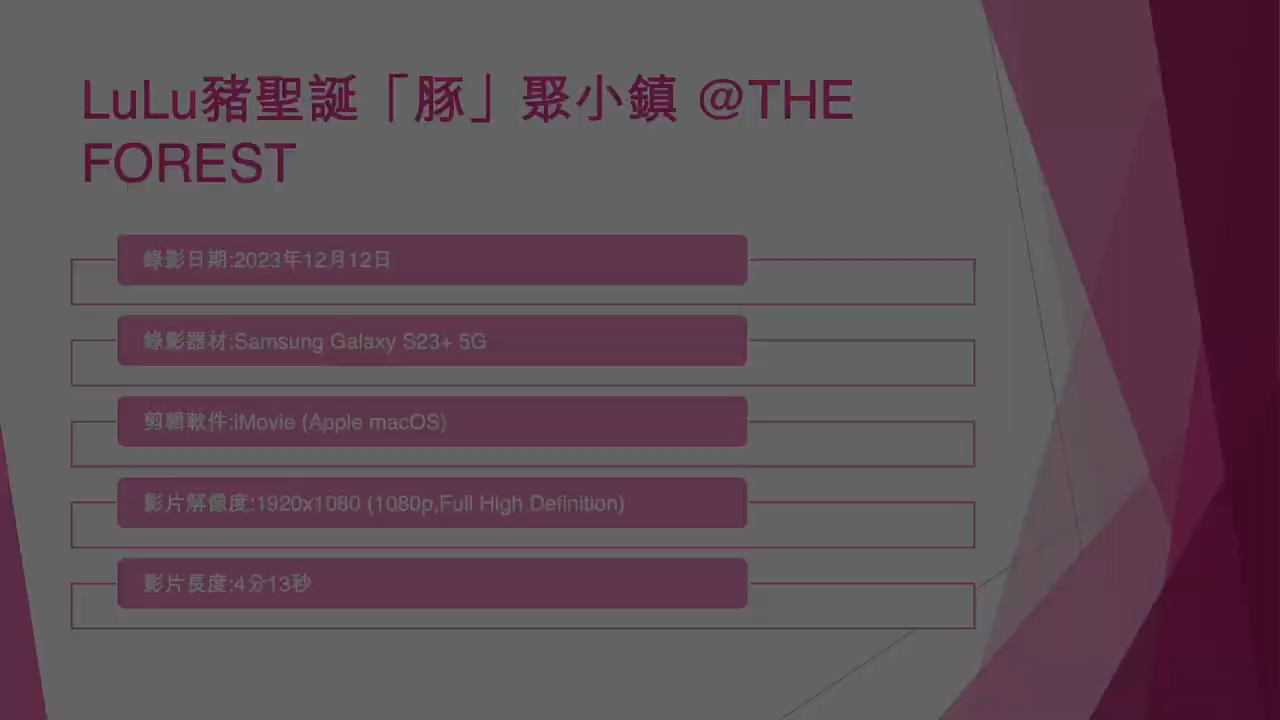 LuLu豬聖誕「豚」聚小鎮 @THE
FOREST
錄影日期:2023年12月12日
錄影器材:Samsung Galaxy S23+ 5G
剪輯軟件:iMovie (Apple macOS)
影片解像度:1920x1080 (1080p,Full High Definition)
影片長度:4分13秒